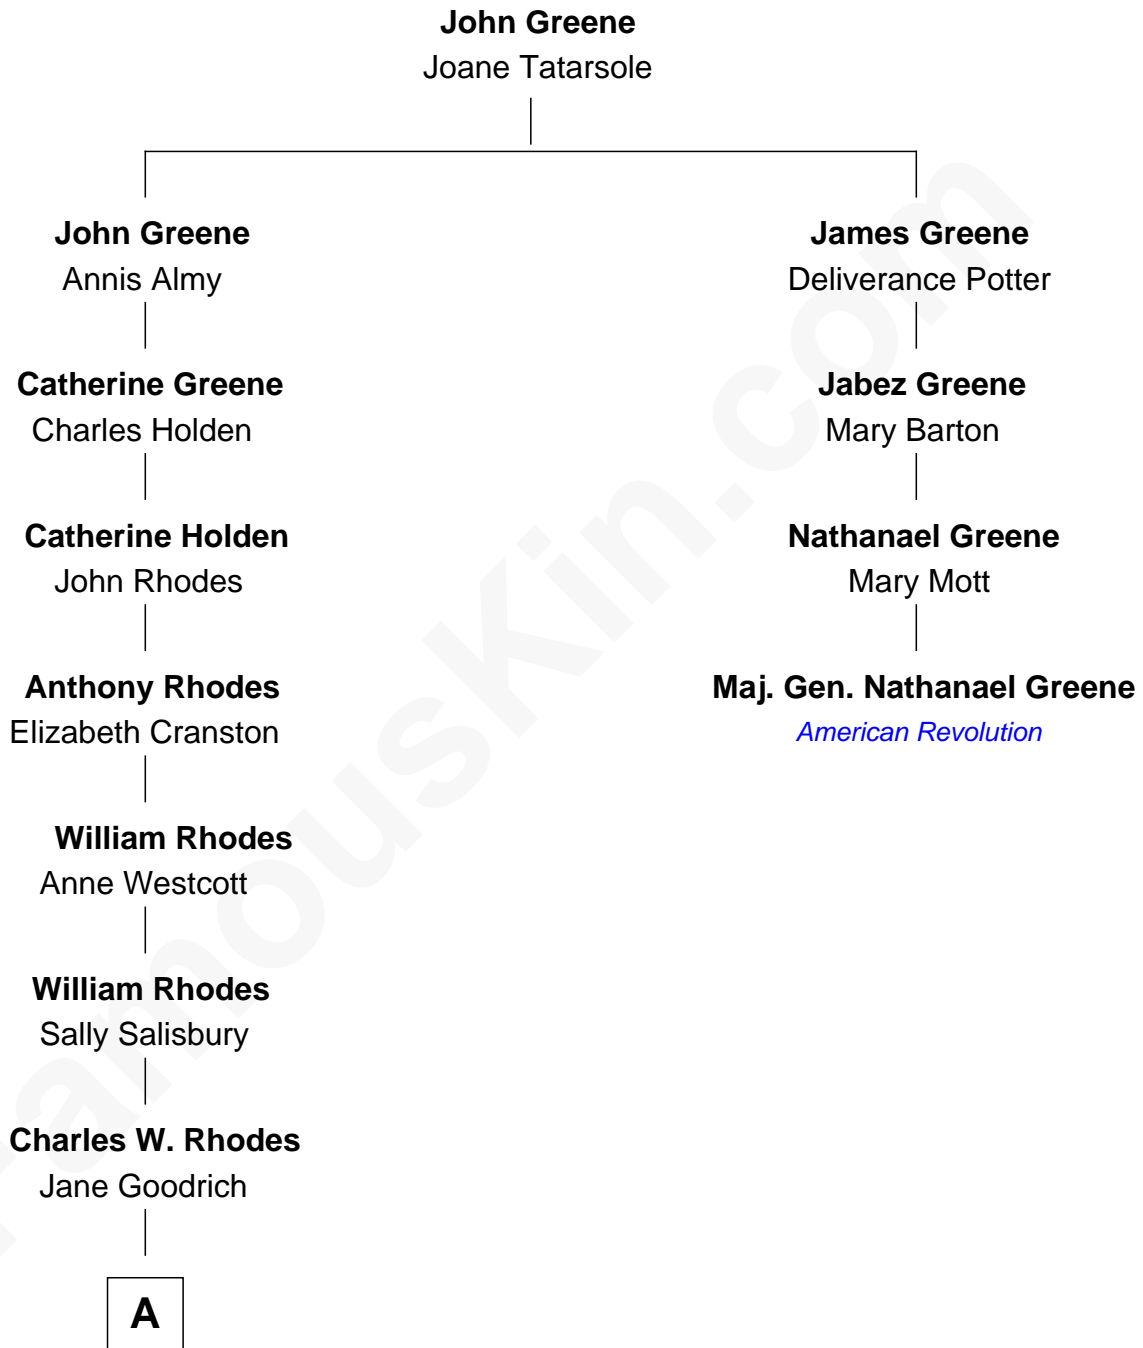 John Greene
Joane Tatarsole
John Greene
Annis Almy
Catherine Greene
Charles Holden
Catherine Holden
John Rhodes
Anthony Rhodes
Elizabeth Cranston
William Rhodes
Anne Westcott
William Rhodes
Sally Salisbury
Charles W. Rhodes
Jane Goodrich
A
James Greene
Deliverance Potter
Jabez Greene
Mary Barton
Nathanael Greene
Mary Mott
Maj. Gen. Nathanael Greene
American Revolution
FamousKin.com